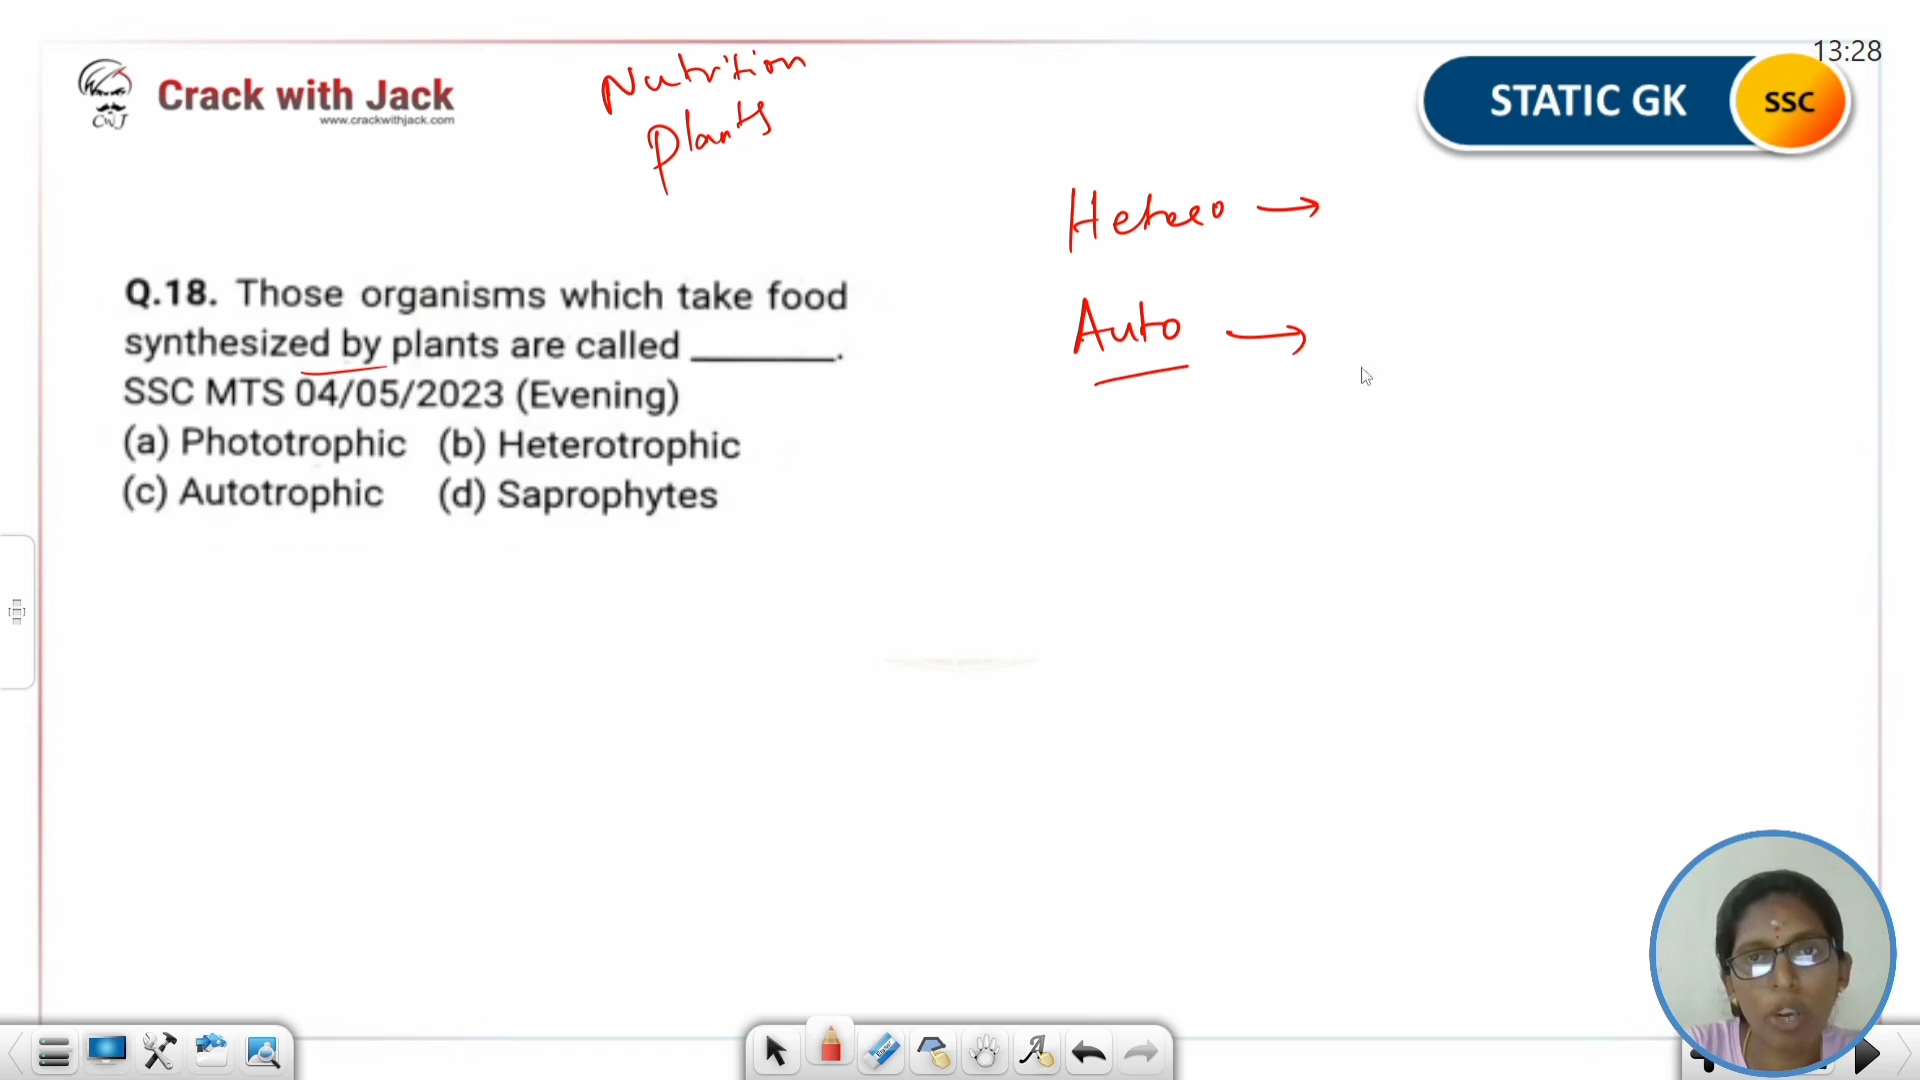 13:28
Crack with Jack
www.crackwithjack.com
CWJ
Nutrition
Plants
STATIC GK
SSC
Hetero →
Auto →
Q.18. Those organisms which take food
synthesized by plants are called ________.
SSC MTS 04/05/2023 (Evening)
(a) Phototrophic (b) Heterotrophic
(c) Autotrophic (d) Saprophytes